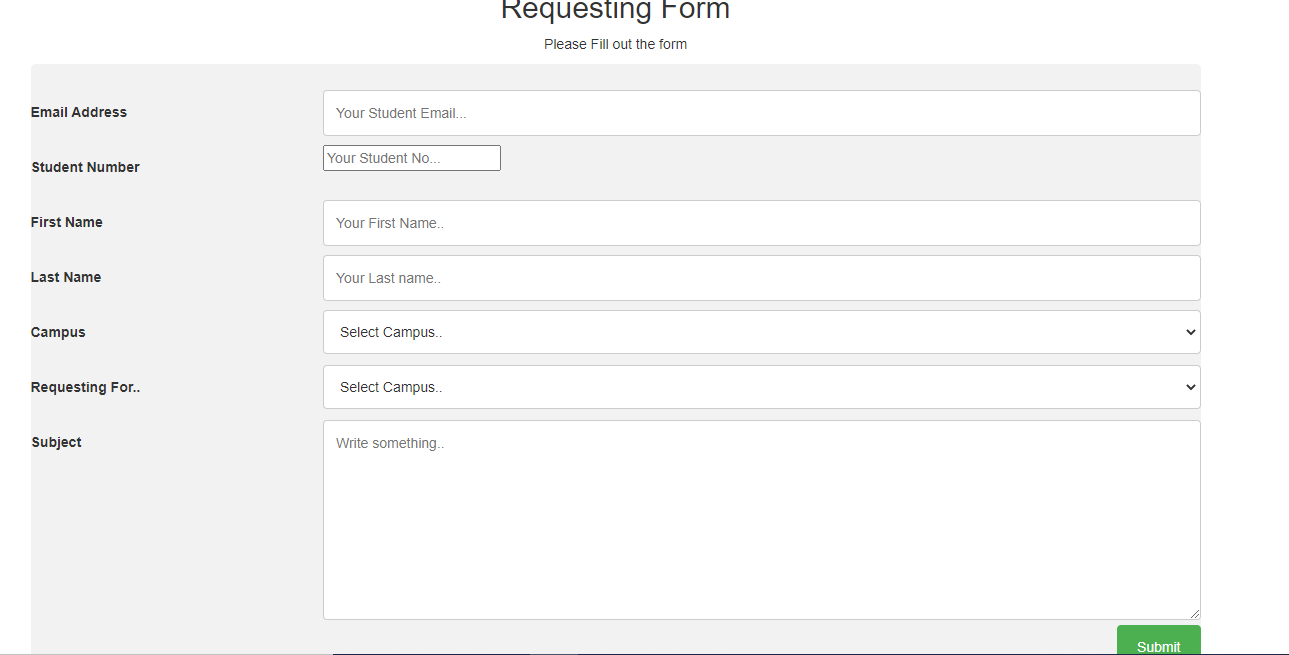 Requesting Form
Please Fill out the form
Email Address
Your Student Email...
Student Number
Your Student No...
First Name
Your First Name..
Last Name
Your Last name..
Campus
Select Campus..
Requesting For..
Select Campus..
Subject
Write something..
Submit